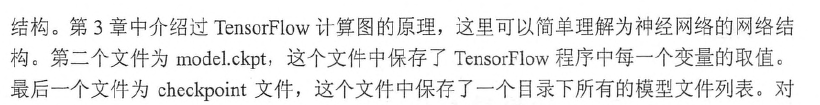 结构。第 3 章中介绍过 TensorFlow 计算图的原理，这里可以简单理解为神经网络的网络结
构。第二个文件为 model.ckpt，这个文件中保存了 TensorFlow 程序中每一个变量的取值。
最后一个文件为 checkpoint 文件，这个文件中保存了一个目录下所有的模型文件列表。对